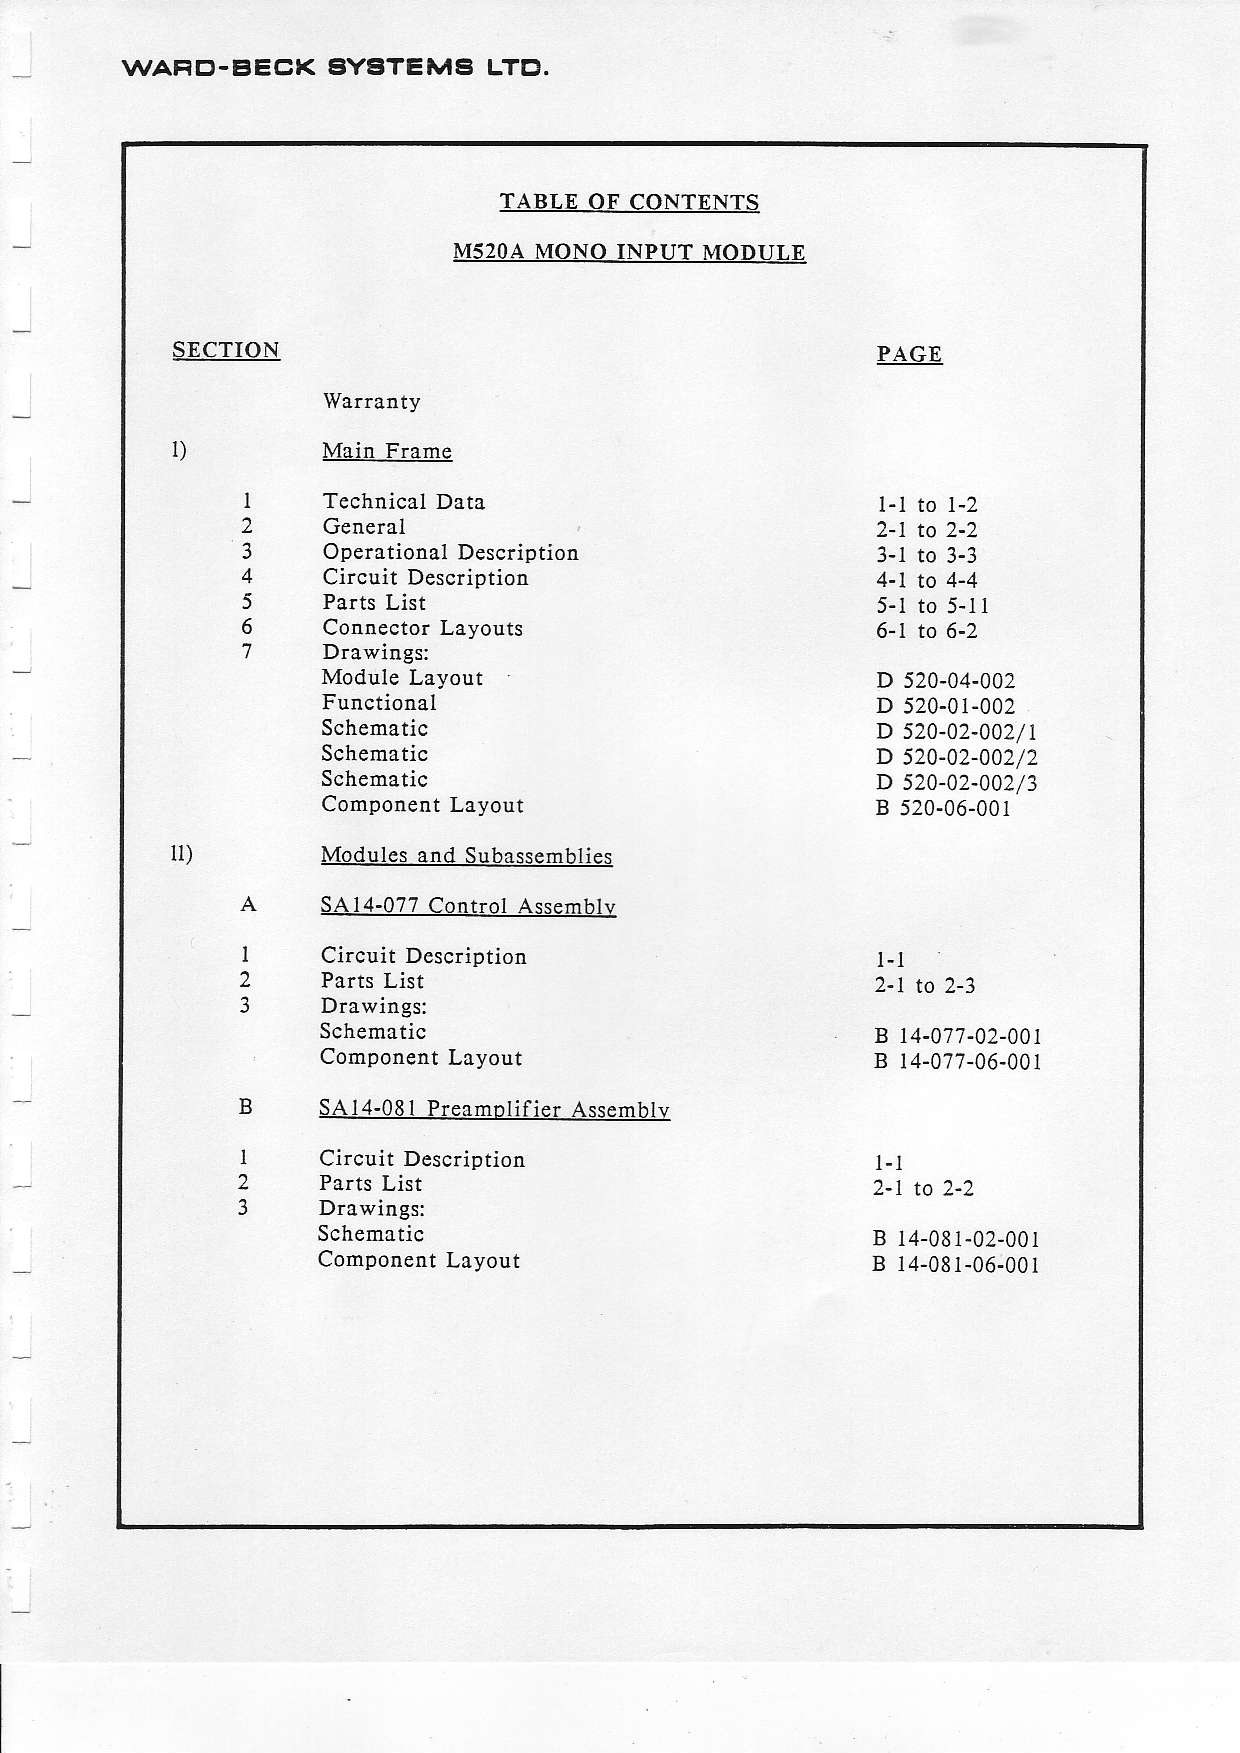 WARD-BECK SYSTEMS LTD.
TABLE OF CONTENTS
M520A MONO INPUT MODULE
SECTION PAGE
Warranty
I) Main Frame
1 Technical Data 1-1 to 1-2
2 General 2-1 to 2-2
3 Operational Description 3-1 to 3-3
4 Circuit Description 4-1 to 4-4
5 Parts List 5-1 to 5-11
6 Connector Layouts 6-1 to 6-2
7 Drawings:
Module Layout D 520-04-002
Functional D 520-01-002
Schematic D 520-02-002/1
Schematic D 520-02-002/2
Schematic D 520-02-002/3
Component Layout B 520-06-001
II) Modules and Subassemblies
A SA14-077 Control Assembly
1 Circuit Description 1-1
2 Parts List 2-1 to 2-3
3 Drawings:
Schematic B 14-077-02-001
Component Layout B 14-077-06-001
B SA14-081 Preamplifier Assembly
1 Circuit Description 1-1
2 Parts List 2-1 to 2-2
3 Drawings:
Schematic B 14-081-02-001
Component Layout B 14-081-06-001